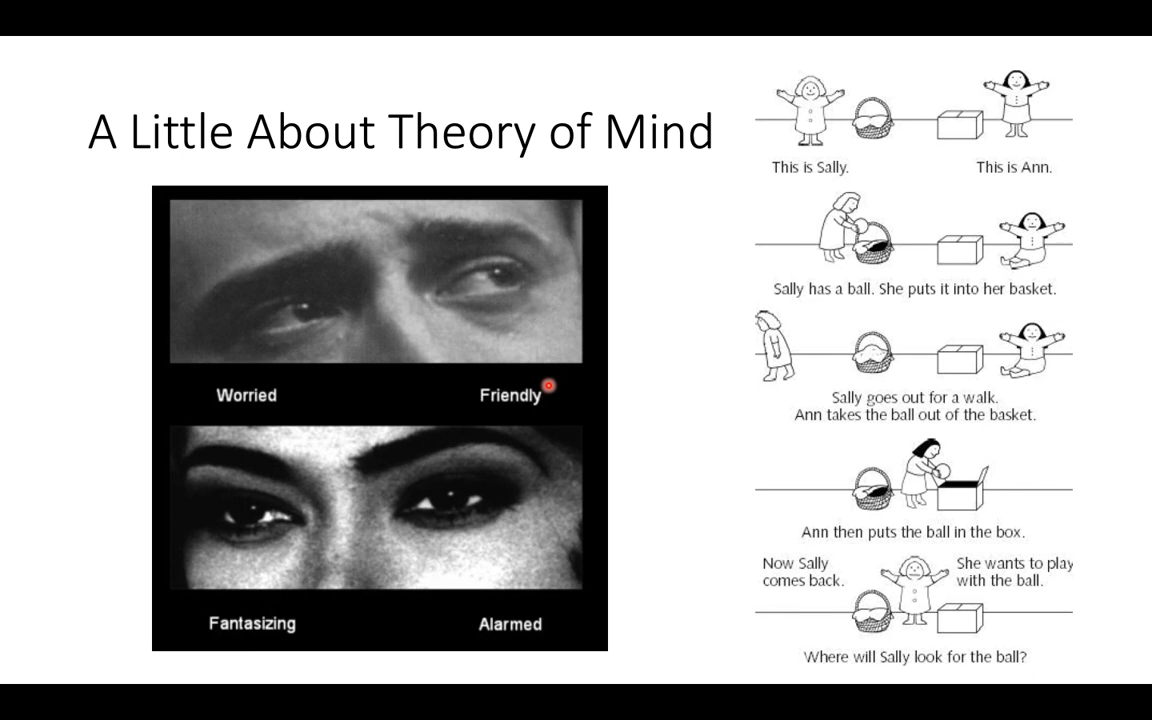 A Little About Theory of Mind
Worried Friendly
Fantasizing Alarmed
This is Sally. This is Ann.
Sally has a ball. She puts it into her basket.
Sally goes out for a walk.
Ann takes the ball out of the basket.
Ann then puts the ball in the box.
Now Sally
comes back.
She wants to play
with the ball.
Where will Sally look for the ball?